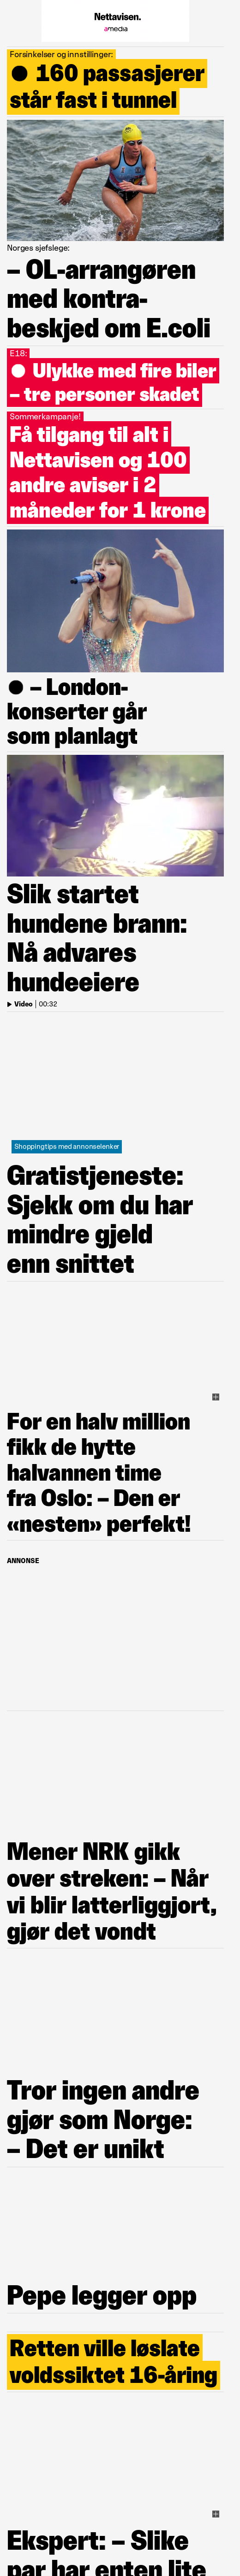 Nettavisen.
amedia
Forsinkelser og innstillinger:
● 160 passasjerer
står fast i tunnel
Norges sjefslege:
– OL-arrangøren
med kontra-
beskjed om E.coli
E18:
● Ulykke med fire biler
– tre personer skadet
Sommerkampanje!
Få tilgang til alt i
Nettavisen og 100
andre aviser i 2
måneder for 1 krone
● – London-
konserter går
som planlagt
Slik startet
hundene brann:
Nå advares
hundeeiere
Video | 00:32
Shoppingtips med annonselenker
Gratistjeneste:
Sjekk om du har
mindre gjeld
enn snittet
For en halv million
fikk de hytte
halvannen time
fra Oslo: – Den er
«nesten» perfekt!
ANNONSE
Mener NRK gikk
over streken: – Når
vi blir latterliggjort,
gjør det vondt
Tror ingen andre
gjør som Norge:
– Det er unikt
Pepe legger opp
Retten ville løslate
voldssiktet 16-åring
Ekspert: – Slike
par har enten lite